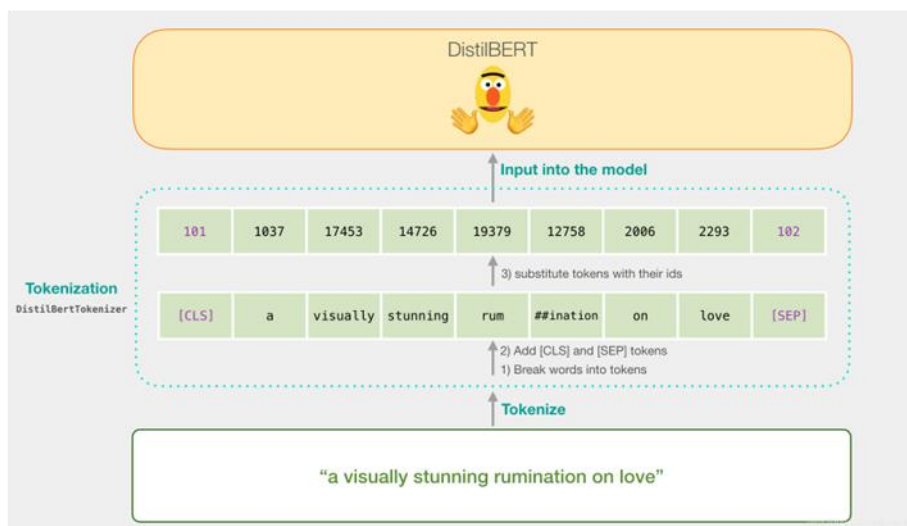 DistilBERT
Input into the model
101 1037 17453 14726 19379 12758 2006 2293 102
3) substitute tokens with their ids
Tokenization
DistilBertTokenizer
[CLS] a visually stunning rum ##ination on love [SEP]
2) Add [CLS] and [SEP] tokens
1) Break words into tokens
Tokenize
“a visually stunning rumination on love”